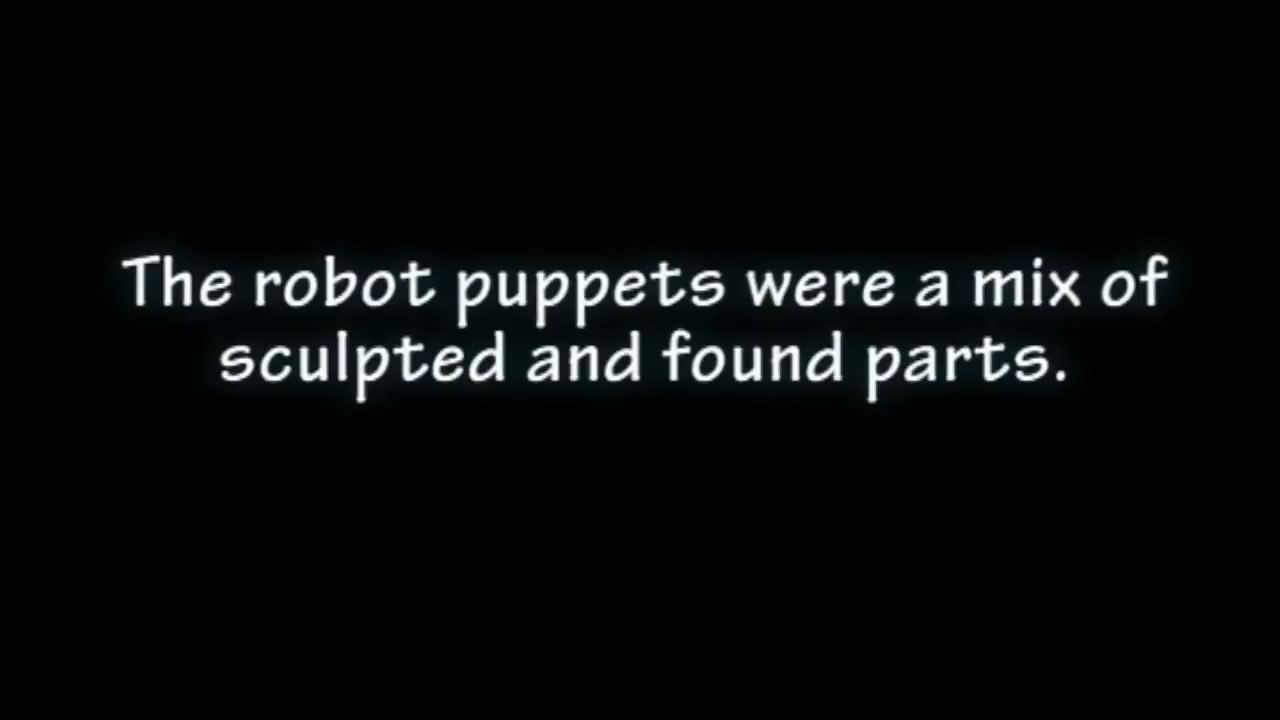 The robot puppets were a mix of
sculpted and found parts.